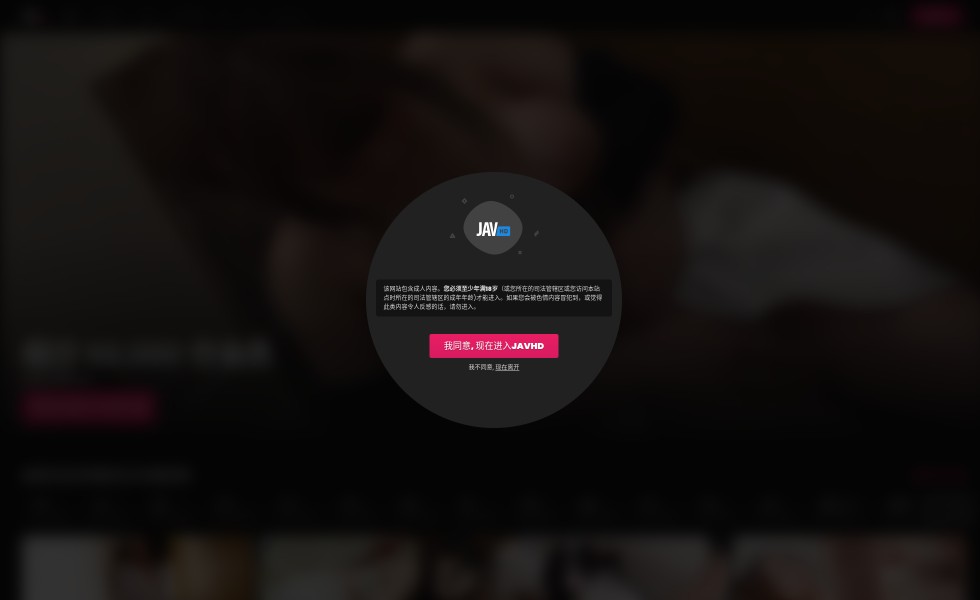 JAV HD
该网站包含成人内容。您必须至少年满18岁（或您所在的司法管辖区或您访问本站
点时所在的司法管辖区的成年年龄)才能进入。如果您会被色情内容冒犯到，或觉得
此类内容令人反感的话，请勿进入。
我同意, 现在进入JAVHD
我不同意, 现在离开